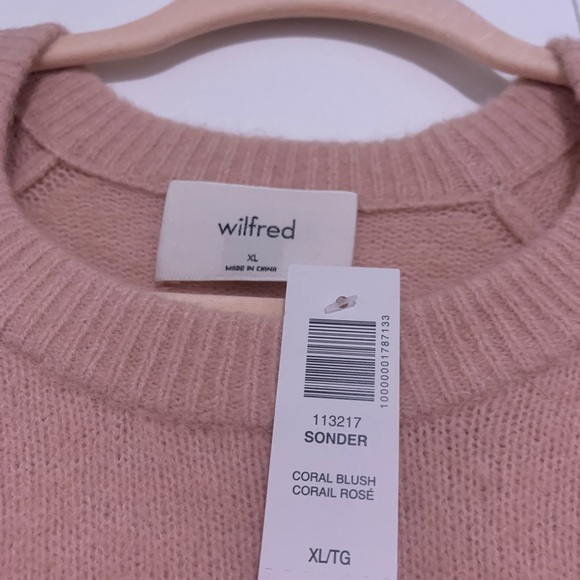 wilfred
XL
MADE IN CHINA
10000001787133
113217
SONDER
CORAL BLUSH
CORAIL ROSÉ
XL/TG